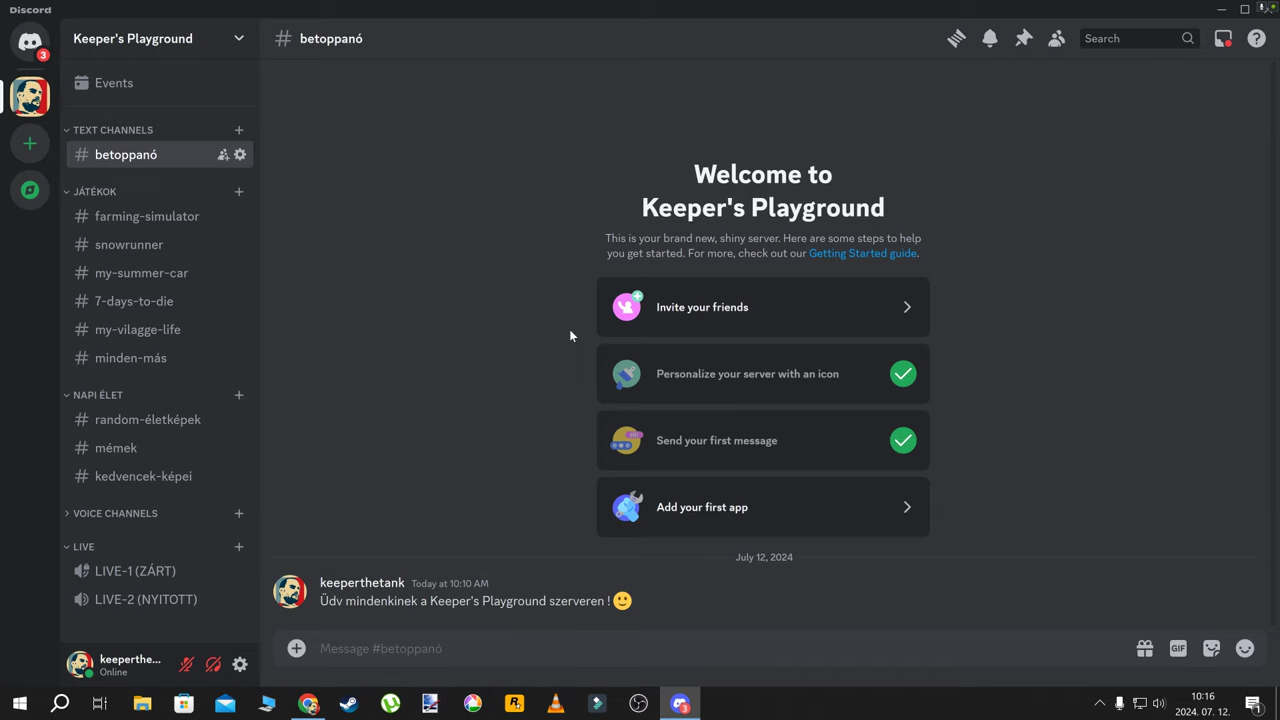 Discord
3
Keeper's Playground
betoppanó
Search
Events
TEXT CHANNELS
betoppanó
JÁTÉKOK
farming-simulator
snowrunner
my-summer-car
7-days-to-die
my-vilagge-life
minden-más
NAPI ÉLET
random-életképek
mémek
kedvencek-képei
VOICE CHANNELS
LIVE
LIVE-1 (ZÁRT)
LIVE-2 (NYITOTT)
keeperthe...
Online
Welcome to
Keeper's Playground
This is your brand new, shiny server. Here are some steps to help
you get started. For more, check out our Getting Started guide.
Invite your friends
Personalize your server with an icon
Send your first message
Add your first app
July 12, 2024
keeperthetank Today at 10:10 AM
Üdv mindenkinek a Keeper's Playground szerveren !
Message #betoppanó
GIF
3
10:16
2024. 07. 12.
1